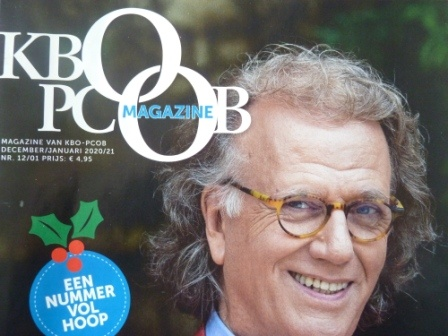 KBO
PCOB
MAGAZINE
MAGAZINE VAN KBO-PCOB
DECEMBER/JANUARI 2020/21
NR. 12/01 PRIJS: € 4,95
EEN
NUMMER
VOL
HOOP